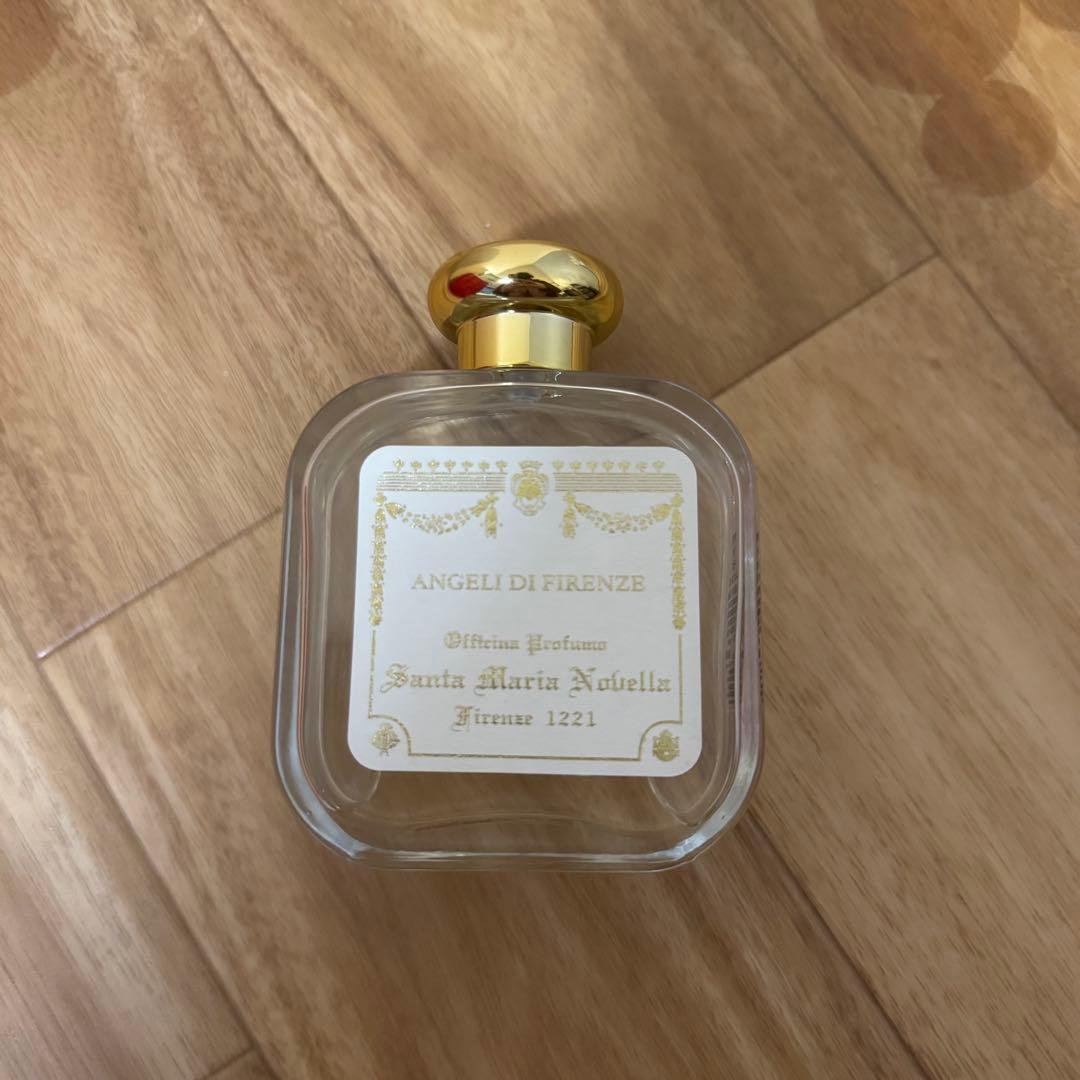 ANGELI DI FIRENZE
Officina Profumo
Santa Maria Novella
Firenze 1221